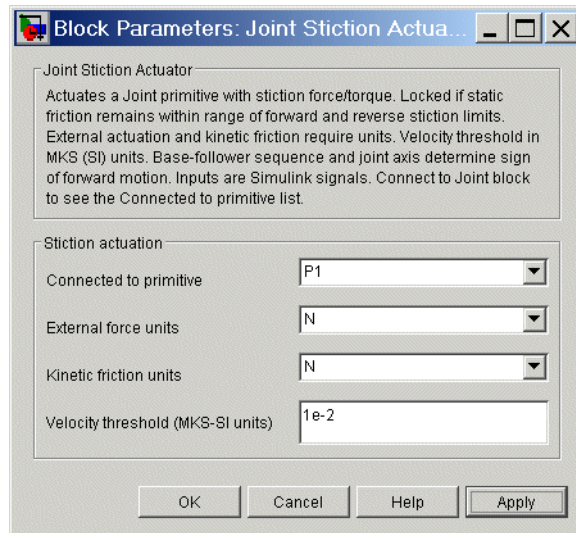 Block Parameters: Joint Stiction Actua...
Joint Stiction Actuator
Actuates a Joint primitive with stiction force/torque. Locked if static
friction remains within range of forward and reverse stiction limits.
External actuation and kinetic friction require units. Velocity threshold in
MKS (SI) units. Base-follower sequence and joint axis determine sign
of forward motion. Inputs are Simulink signals. Connect to Joint block
to see the Connected to primitive list.
Stiction actuation
Connected to primitive P1
External force units N
Kinetic friction units N
Velocity threshold (MKS-SI units) 1e-2
OK Cancel Help Apply